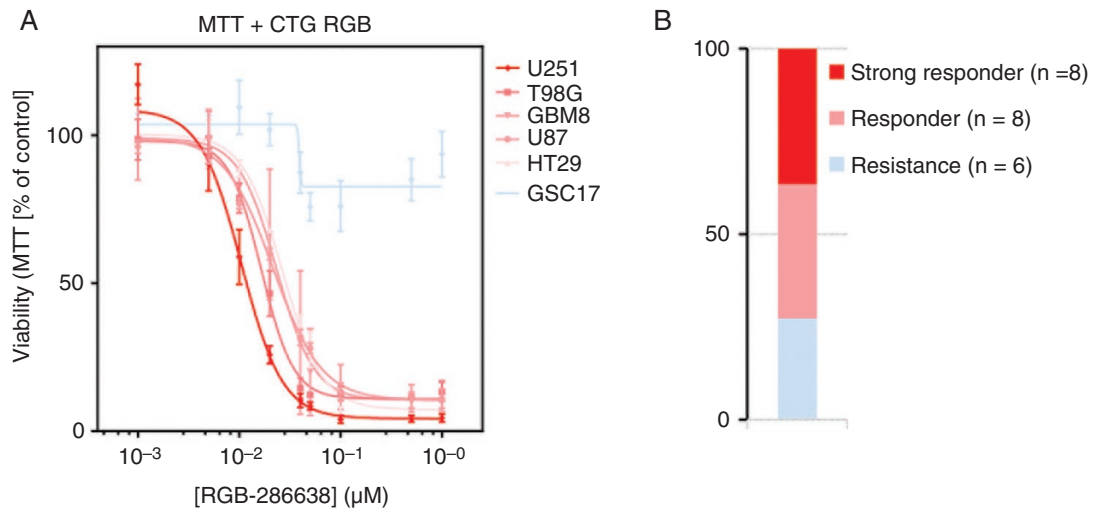 A
MTT + CTG RGB
Viability (MTT [% of control)
100
50
0
10⁻³
10⁻²
10⁻¹
10⁻⁰
[RGB-286638] (µM)
U251
T98G
GBM8
U87
HT29
GSC17
B
100
50
0
Strong responder (n =8)
Responder (n = 8)
Resistance (n = 6)